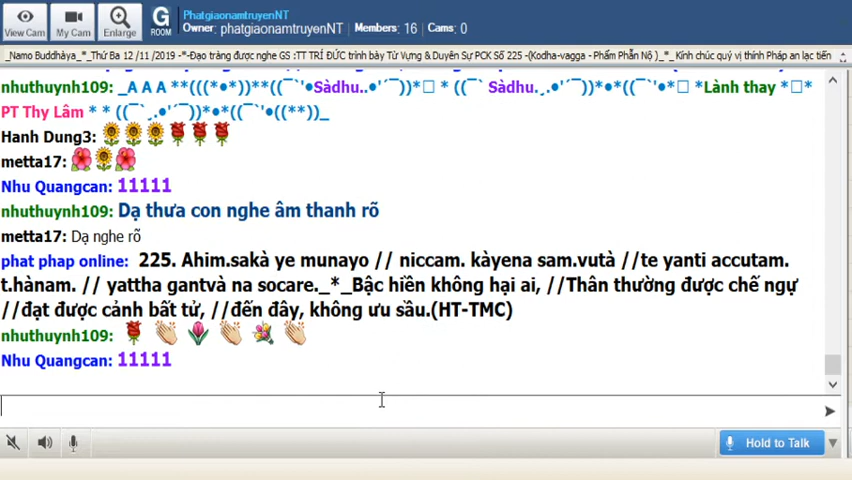 PhatgiaonamtruyenNT
Owner: phatgiaonamtruyenNT Members: 16 Cams: 0
View Cam My Cam Enlarge G ROOM
_Namo Buddhàya_*_Thứ Ba 12 /11 /2019 -*-Đạo tràng được nghe GS :TT TRÍ ĐỨC trình bày Từ Vựng & Duyên Sự PCK Số 225 -(Kodha-vagga - Phẩm Phẫn Nộ )_*_Kính chúc quý vị thính Pháp an lạc tiến
nhuthuynh109: _A A A **(((•*•))**((¯`'•Sàdhu..•'´¯))*•□ * ((¯` Sàdhu.¸.•'´¯))*•*□ *Lành thay *□*
PT Thy Lâm * * ((¯`¸.•'´¯))*•*•((¯`'•((**))_
Hanh Dung3:
metta17:
Nhu Quangcan: 11111
nhuthuynh109: Dạ thưa con nghe âm thanh rõ
metta17: Dạ nghe rõ
phat phap online: 225. Ahim.sakà ye munayo // niccam. kàyena sam.vutà //te yanti accutam.
t.hànam. // yattha gantvà na socare._*_Bậc hiền không hại ai, //Thân thường được chế ngự
//đạt được cảnh bất tử, //đến đây, không ưu sầu.(HT-TMC)
nhuthuynh109:
Nhu Quangcan: 11111
Hold to Talk